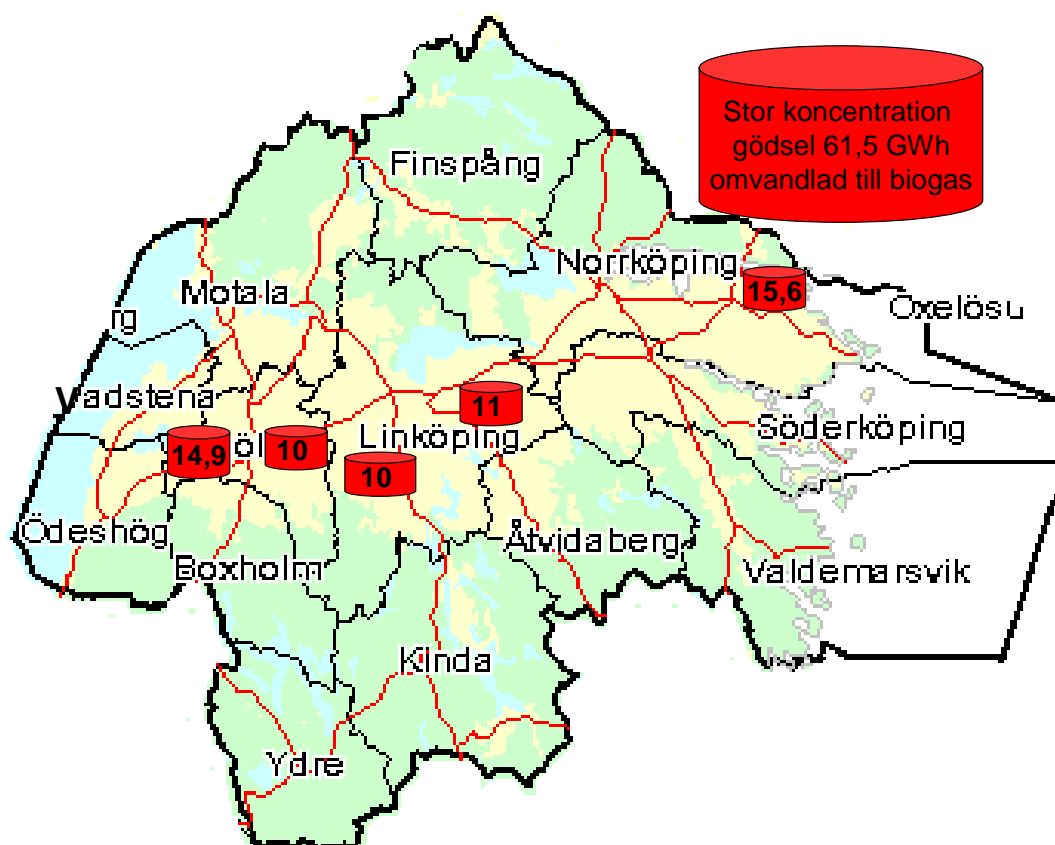 Stor koncentration
gödsel 61,5 GWh
omvandlad till biogas
Finspång
Norrköping
15,6
Oxelösu
Motala
rg
Vadstena
11
Linköping
Söderköping
14,9
öl
10
10
Ödeshög
Boxholm
Åtvidaberg
Valdemarsvik
Kinda
Ydre